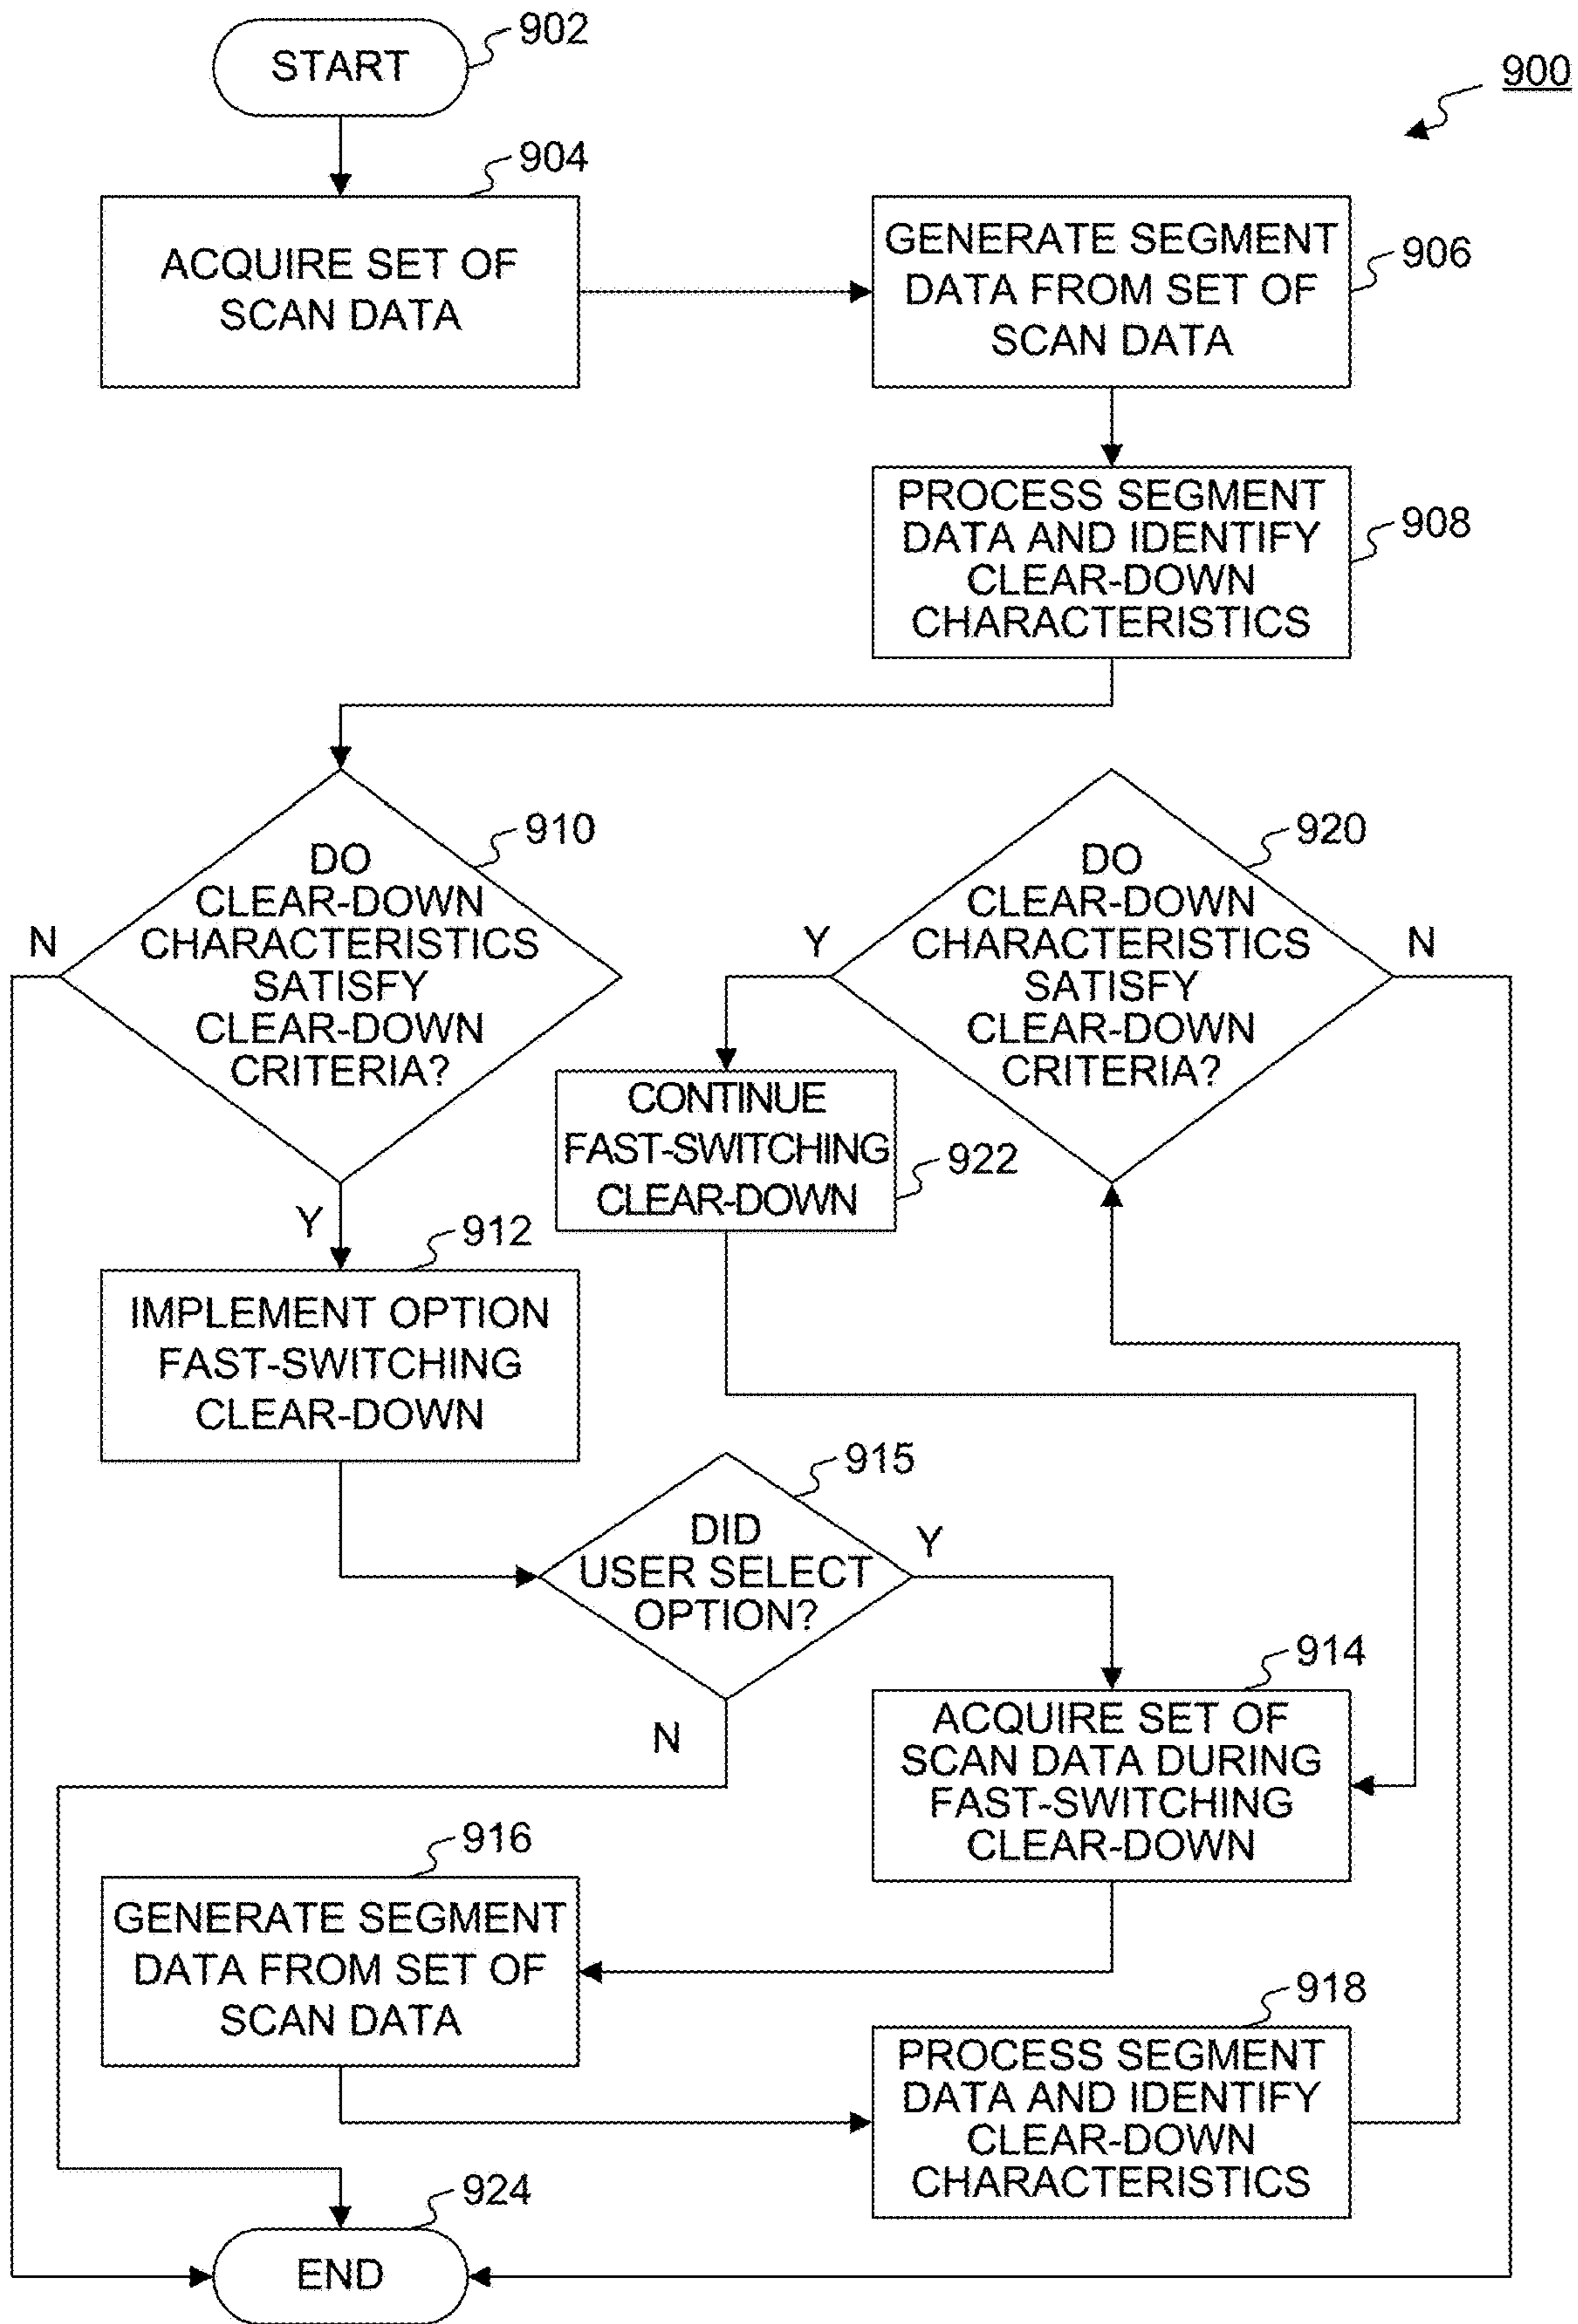 902
START
900
904
ACQUIRE SET OF
SCAN DATA
GENERATE SEGMENT
DATA FROM SET OF
SCAN DATA
906
PROCESS SEGMENT
DATA AND IDENTIFY
CLEAR-DOWN
CHARACTERISTICS
908
910
DO
CLEAR-DOWN
CHARACTERISTICS
SATISFY
CLEAR-DOWN
CRITERIA?
N
Y
920
DO
CLEAR-DOWN
CHARACTERISTICS
SATISFY
CLEAR-DOWN
CRITERIA?
Y
N
CONTINUE
FAST-SWITCHING
CLEAR-DOWN
922
912
IMPLEMENT OPTION
FAST-SWITCHING
CLEAR-DOWN
915
DID
USER SELECT
OPTION?
Y
N
914
ACQUIRE SET OF
SCAN DATA DURING
FAST-SWITCHING
CLEAR-DOWN
916
GENERATE SEGMENT
DATA FROM SET OF
SCAN DATA
918
PROCESS SEGMENT
DATA AND IDENTIFY
CLEAR-DOWN
CHARACTERISTICS
924
END